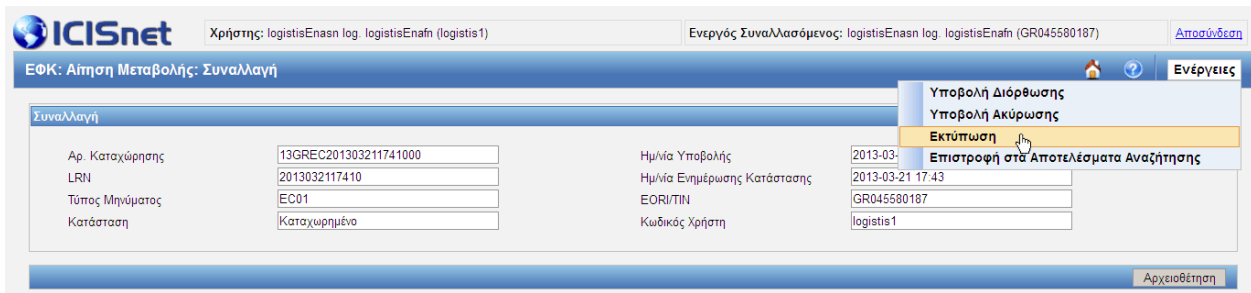 ICISnet
Χρήστης: logistisEnasn log. logistisEnafn (logistis1)
Ενεργός Συναλλασόμενος: logistisEnasn log. logistisEnafn (GR045580187)
Αποσύνδεση
ΕΦΚ: Αίτηση Μεταβολής: Συναλλαγή
Ενέργειες
Υποβολή Διόρθωσης
Υποβολή Ακύρωσης
Εκτύπωση
Επιστροφή στα Αποτελέσματα Αναζήτησης
Συναλλαγή
Αρ. Καταχώρησης 13GREC201303211741000 Ημ/νία Υποβολής 2013-03-
LRN 2013032117410 Ημ/νία Ενημέρωσης Κατάστασης 2013-03-21 17:43
Τύπος Μηνύματος EC01 EORI/TIN GR045580187
Κατάσταση Καταχωρημένο Κωδικός Χρήστη logistis1
Αρχειοθέτηση